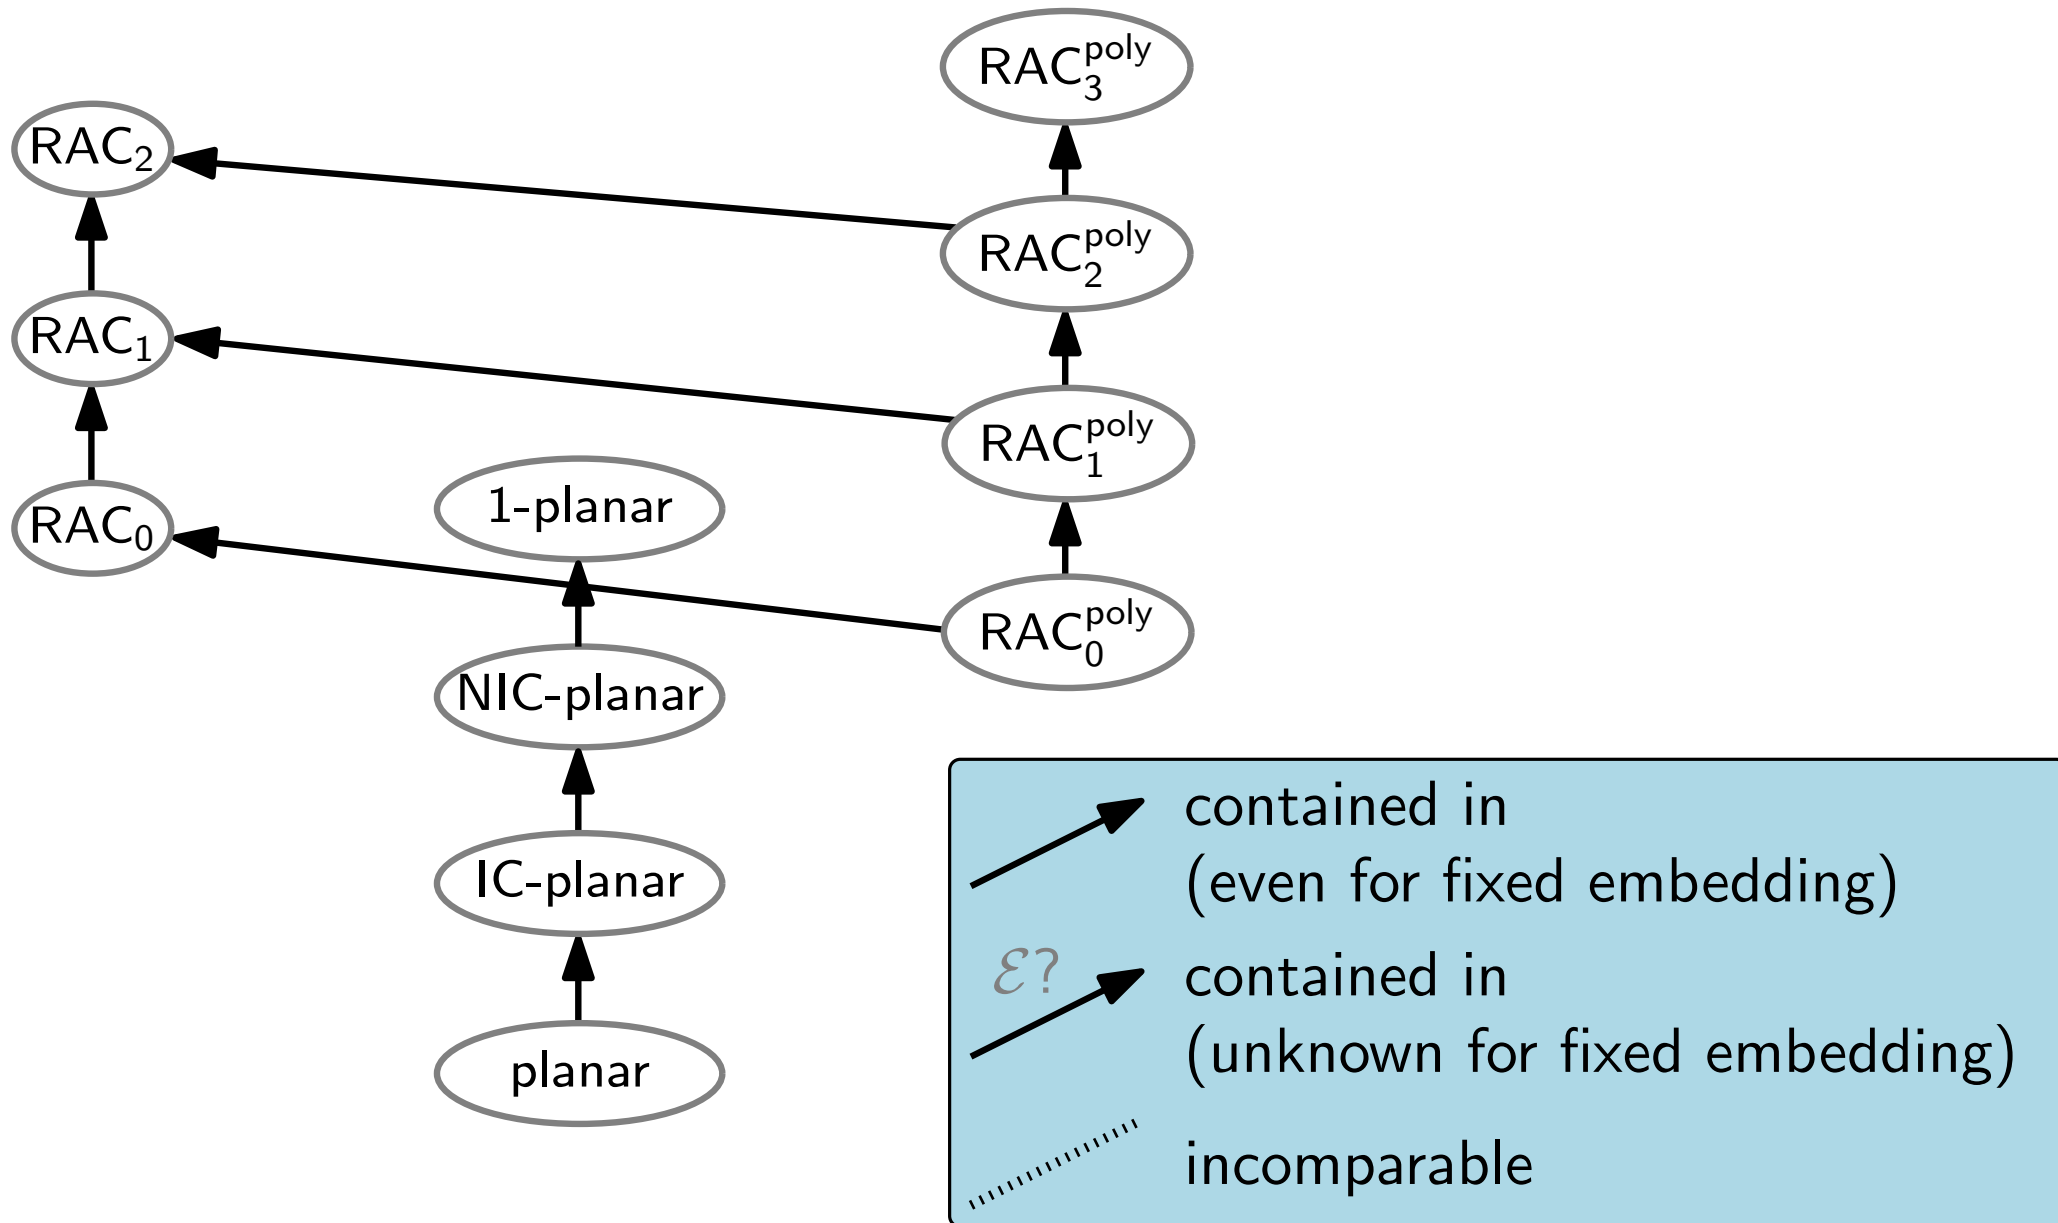 RAC₃ᵖᵒˡʸ
RAC₂
RAC₂ᵖᵒˡʸ
RAC₁
RAC₁ᵖᵒˡʸ
1-planar
RAC₀
RAC₀ᵖᵒˡʸ
NIC-planar
IC-planar
planar
contained in
(even for fixed embedding)
ℰ?
contained in
(unknown for fixed embedding)
incomparable